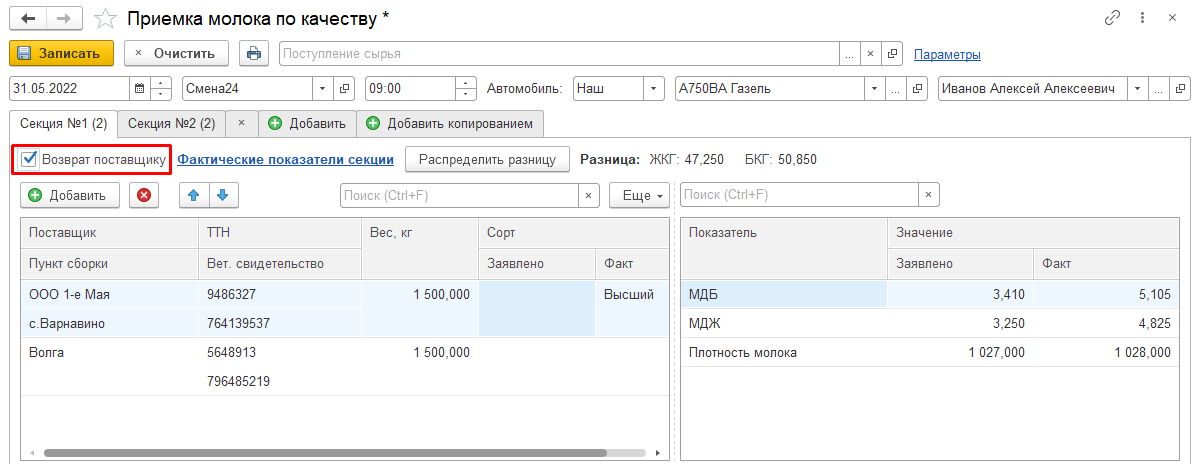 Приемка молока по качеству *
Записать × Очистить Поступление сырья ... × Параметры
31.05.2022 Смена24 09:00 Автомобиль: Наш А750ВА Газель ... Иванов Алексей Алексеевич ...
Секция №1 (2) Секция №2 (2) × Добавить Добавить копированием
Возврат поставщику Фактические показатели секции Распределить разницу Разница: ЖКГ: 47,250 БКГ: 50,850
Добавить Поиск (Ctrl+F) × Еще Поиск (Ctrl+F) ×
Поставщик ТТН Вес, кг Сорт Показатель Значение
Пункт сборки Вет. свидетельство Заявлено Факт Заявлено Факт
ООО 1-е Мая 9486327 1 500,000 Высший МДБ 3,410 5,105
с.Варнавино 764139537 МДЖ 3,250 4,825
Волга 5648913 1 500,000 Плотность молока 1 027,000 1 028,000
796485219